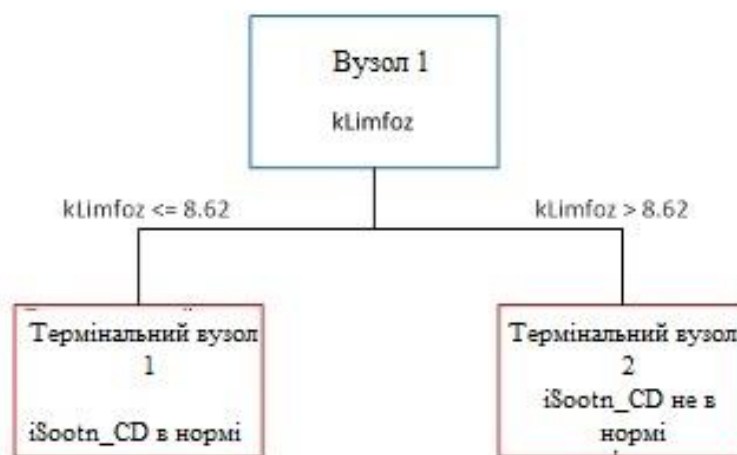 Вузол 1
kLimfoz
kLimfoz <= 8.62
kLimfoz > 8.62
Термінальний вузол
1
iSootn_CD в нормі
Термінальний вузол
2
iSootn_CD не в
нормі